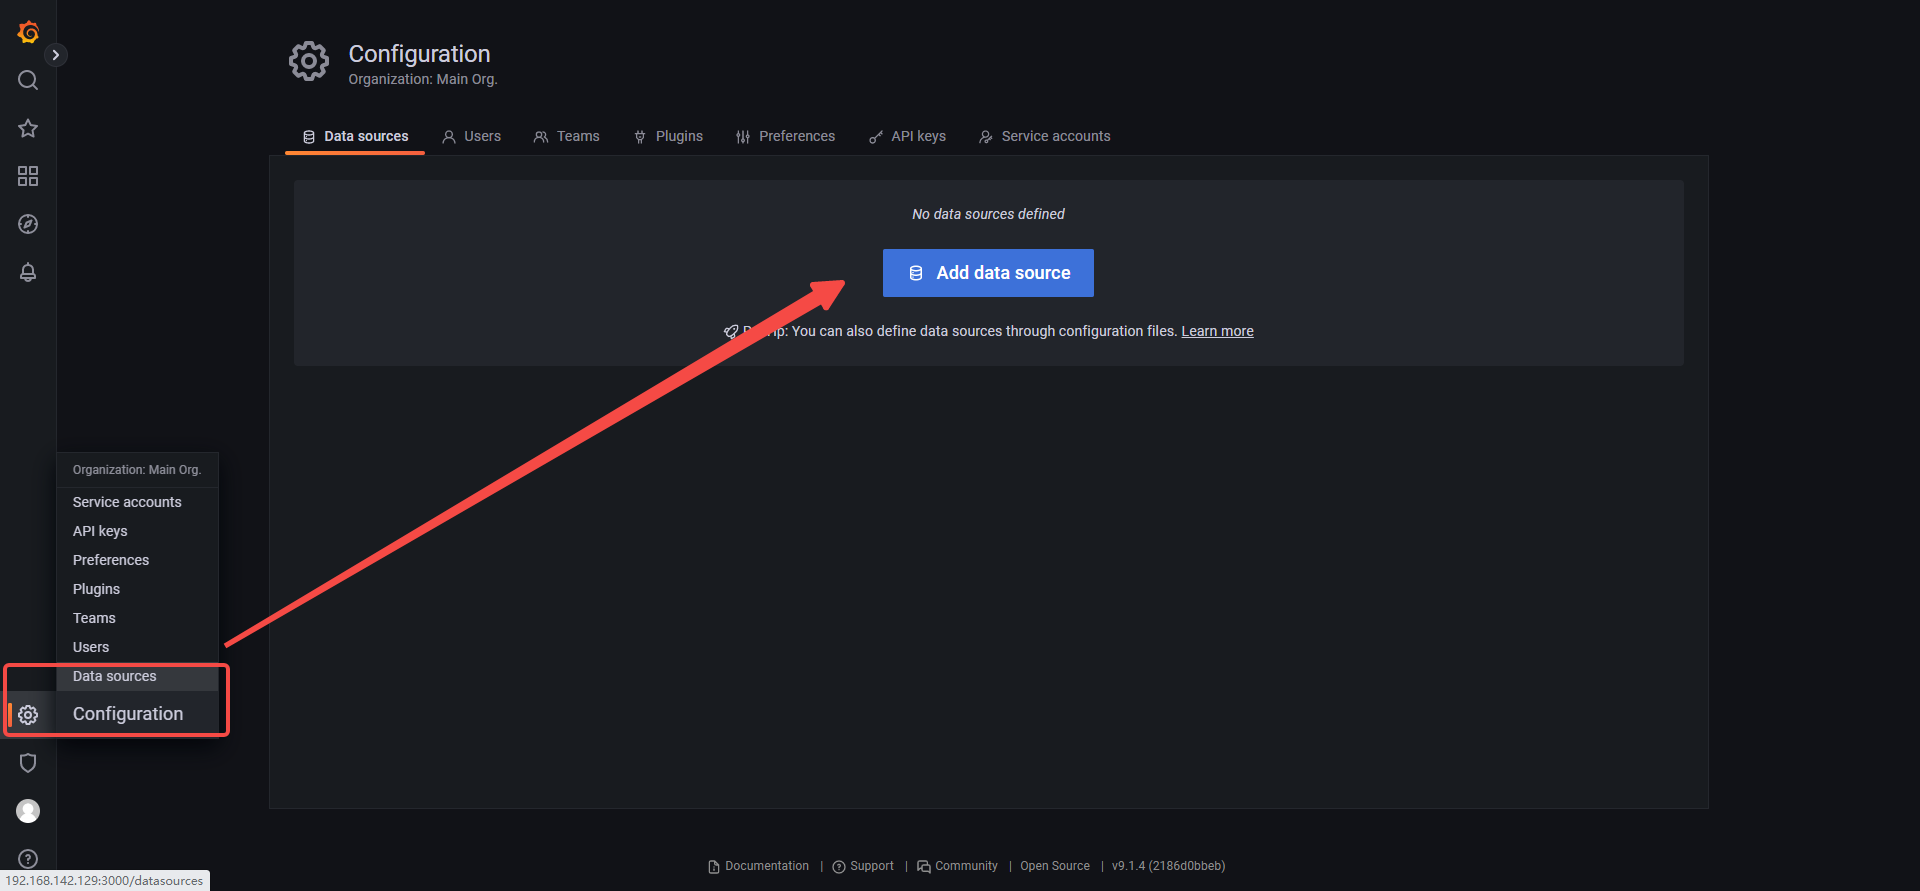 Configuration
Organization: Main Org.
Data sources
Users
Teams
Plugins
Preferences
API keys
Service accounts
No data sources defined
Add data source
You can also define data sources through configuration files. Learn more
Organization: Main Org.
Service accounts
API keys
Preferences
Plugins
Teams
Users
Data sources
Configuration
Documentation | Support | Community | Open Source | v9.1.4 (2186d0bbeb)
192.168.142.129:3000/datasources